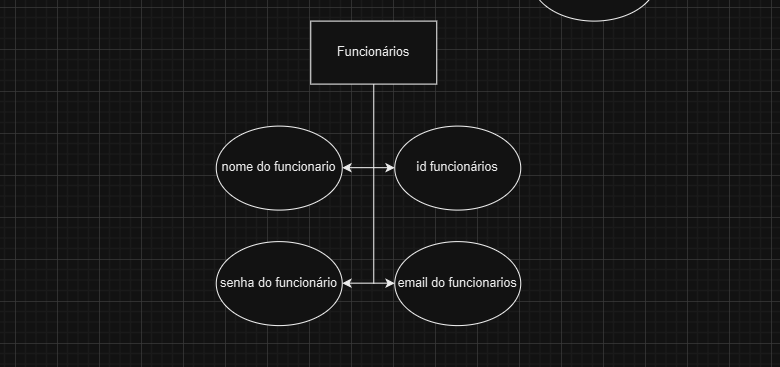 Funcionários
nome do funcionario
id funcionários
senha do funcionário
email do funcionarios